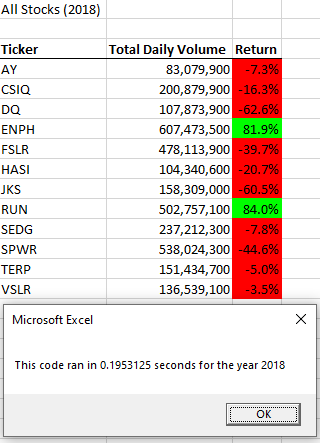 All Stocks (2018)
Ticker Total Daily Volume Return
AY 83,079,900 -7.3%
CSIQ 200,879,900 -16.3%
DQ 107,873,900 -62.6%
ENPH 607,473,500 81.9%
FSLR 478,113,900 -39.7%
HASI 104,340,600 -20.7%
JKS 158,309,000 -60.5%
RUN 502,757,100 84.0%
SEDG 237,212,300 -7.8%
SPWR 538,024,300 -44.6%
TERP 151,434,700 -5.0%
VSLR 136,539,100 -3.5%
Microsoft Excel
This code ran in 0.1953125 seconds for the year 2018
OK